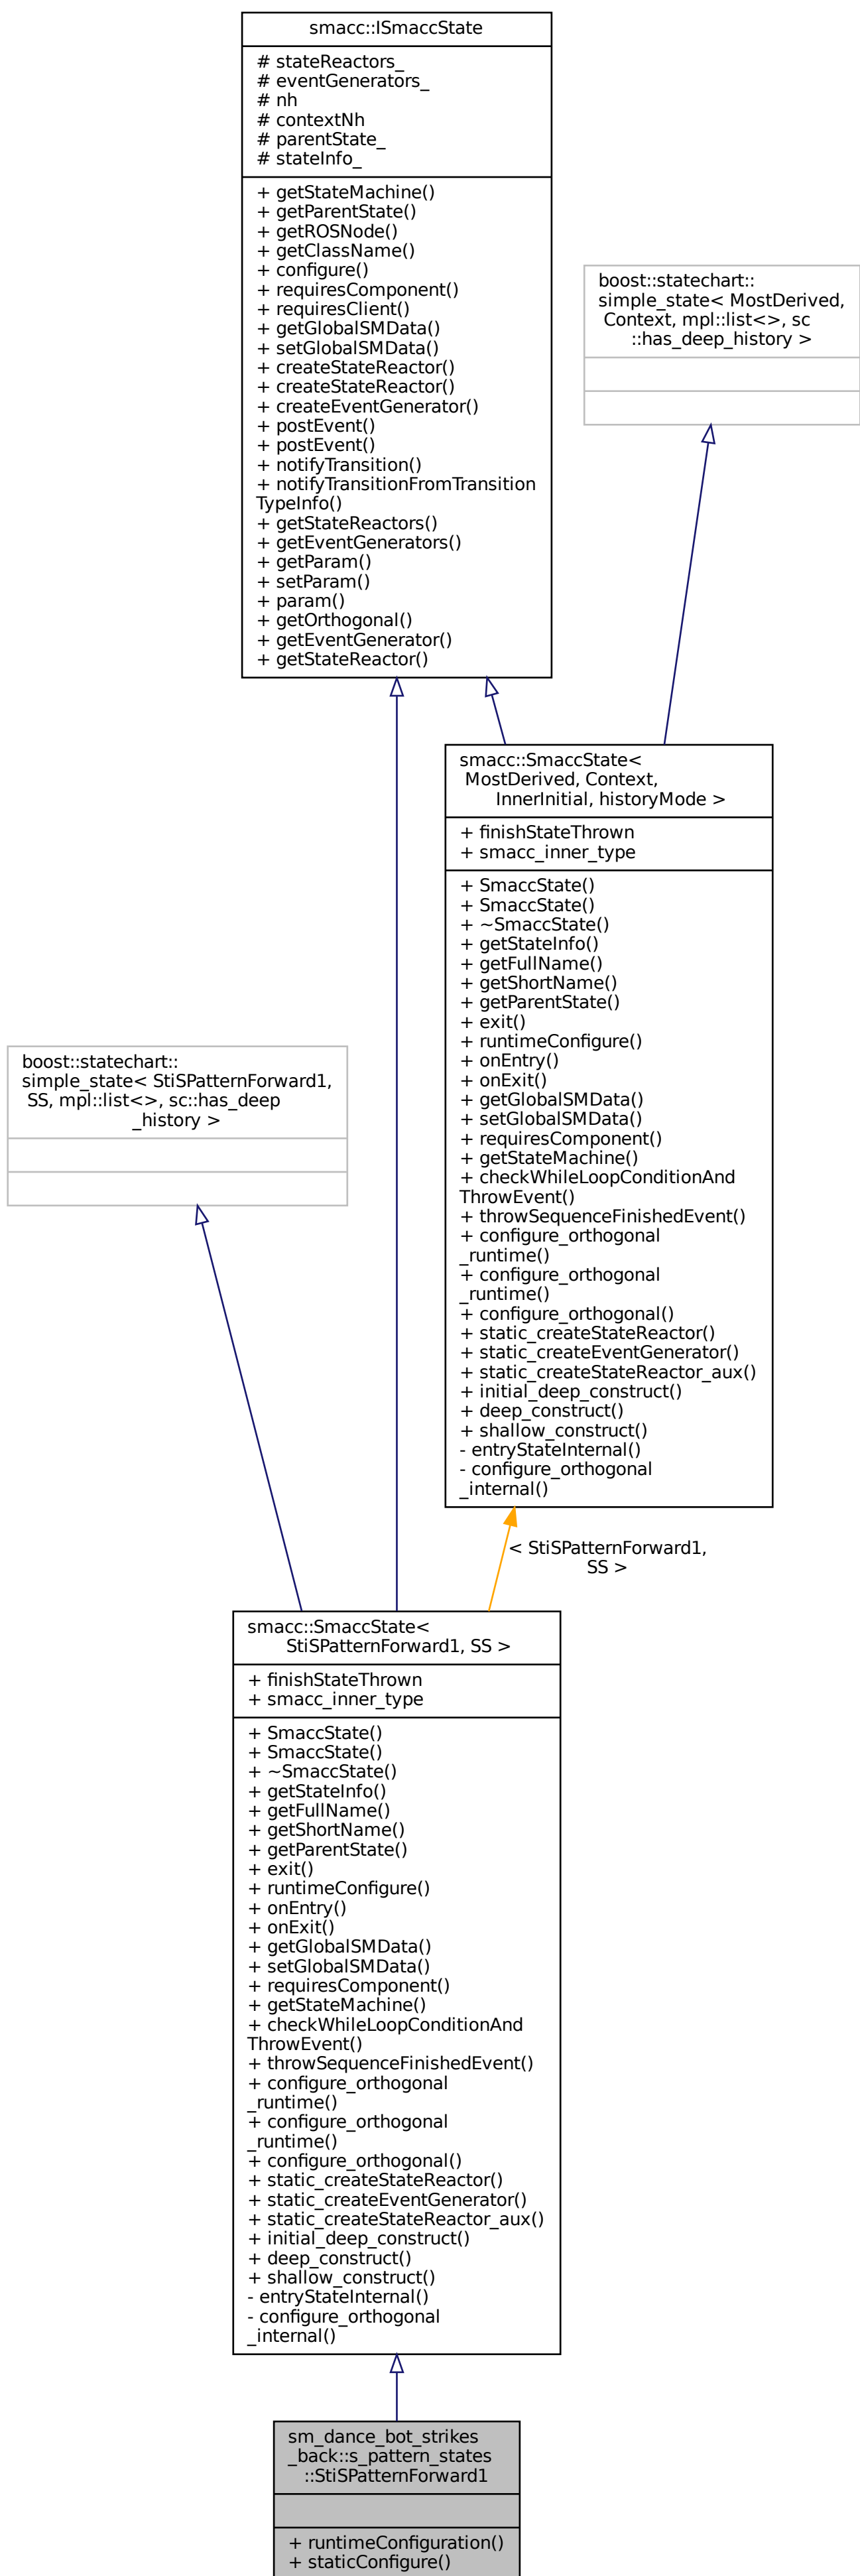 smacc::ISmaccState
# stateReactors_
# eventGenerators_
# nh
# contextNh
# parentState_
# stateInfo_
+ getStateMachine()
+ getParentState()
+ getROSNode()
+ getClassName()
+ configure()
+ requiresComponent()
+ requiresClient()
+ getGlobalSMData()
+ setGlobalSMData()
+ createStateReactor()
+ createStateReactor()
+ createEventGenerator()
+ postEvent()
+ postEvent()
+ notifyTransition()
+ notifyTransitionFromTransition
TypeInfo()
+ getStateReactors()
+ getEventGenerators()
+ getParam()
+ setParam()
+ param()
+ getOrthogonal()
+ getEventGenerator()
+ getStateReactor()
boost::statechart::
simple_state< MostDerived,
Context, mpl::list<>, sc
::has_deep_history >
smacc::SmaccState<
MostDerived, Context,
InnerInitial, historyMode >
+ finishStateThrown
+ smacc_inner_type
+ SmaccState()
+ SmaccState()
+ ~SmaccState()
+ getStateInfo()
+ getFullName()
+ getShortName()
+ getParentState()
+ exit()
+ runtimeConfigure()
+ onEntry()
+ onExit()
+ getGlobalSMData()
+ setGlobalSMData()
+ requiresComponent()
+ getStateMachine()
+ checkWhileLoopConditionAnd
ThrowEvent()
+ throwSequenceFinishedEvent()
+ configure_orthogonal
_runtime()
+ configure_orthogonal
_runtime()
+ configure_orthogonal()
+ static_createStateReactor()
+ static_createEventGenerator()
+ static_createStateReactor_aux()
+ initial_deep_construct()
+ deep_construct()
+ shallow_construct()
- entryStateInternal()
- configure_orthogonal
_internal()
boost::statechart::
simple_state< StiSPatternForward1,
SS, mpl::list<>, sc::has_deep
_history >
< StiSPatternForward1,
SS >
smacc::SmaccState<
StiSPatternForward1, SS >
+ finishStateThrown
+ smacc_inner_type
+ SmaccState()
+ SmaccState()
+ ~SmaccState()
+ getStateInfo()
+ getFullName()
+ getShortName()
+ getParentState()
+ exit()
+ runtimeConfigure()
+ onEntry()
+ onExit()
+ getGlobalSMData()
+ setGlobalSMData()
+ requiresComponent()
+ getStateMachine()
+ checkWhileLoopConditionAnd
ThrowEvent()
+ throwSequenceFinishedEvent()
+ configure_orthogonal
_runtime()
+ configure_orthogonal
_runtime()
+ configure_orthogonal()
+ static_createStateReactor()
+ static_createEventGenerator()
+ static_createStateReactor_aux()
+ initial_deep_construct()
+ deep_construct()
+ shallow_construct()
- entryStateInternal()
- configure_orthogonal
_internal()
sm_dance_bot_strikes
_back::s_pattern_states
::StiSPatternForward1
+ runtimeConfiguration()
+ staticConfigure()